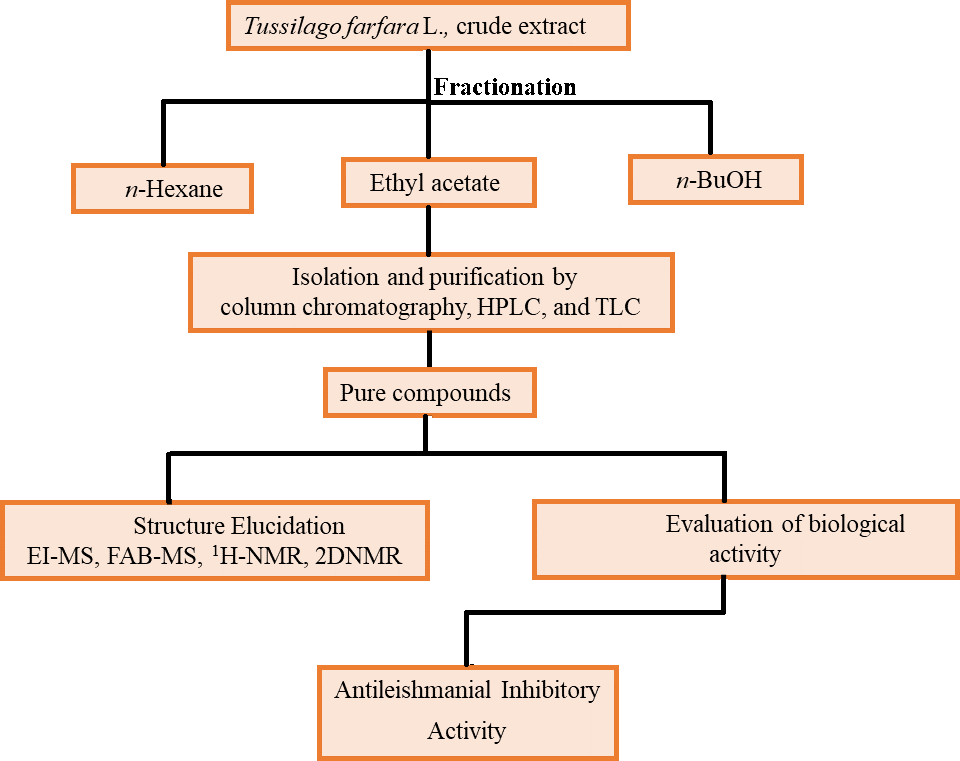 Tussilago farfara L., crude extract
Fractionation
n-Hexane
Ethyl acetate
n-BuOH
Isolation and purification by
column chromatography, HPLC, and TLC
Pure compounds
Structure Elucidation
EI-MS, FAB-MS, ¹H-NMR, 2DNMR
Evaluation of biological
activity
Antileishmanial Inhibitory
Activity